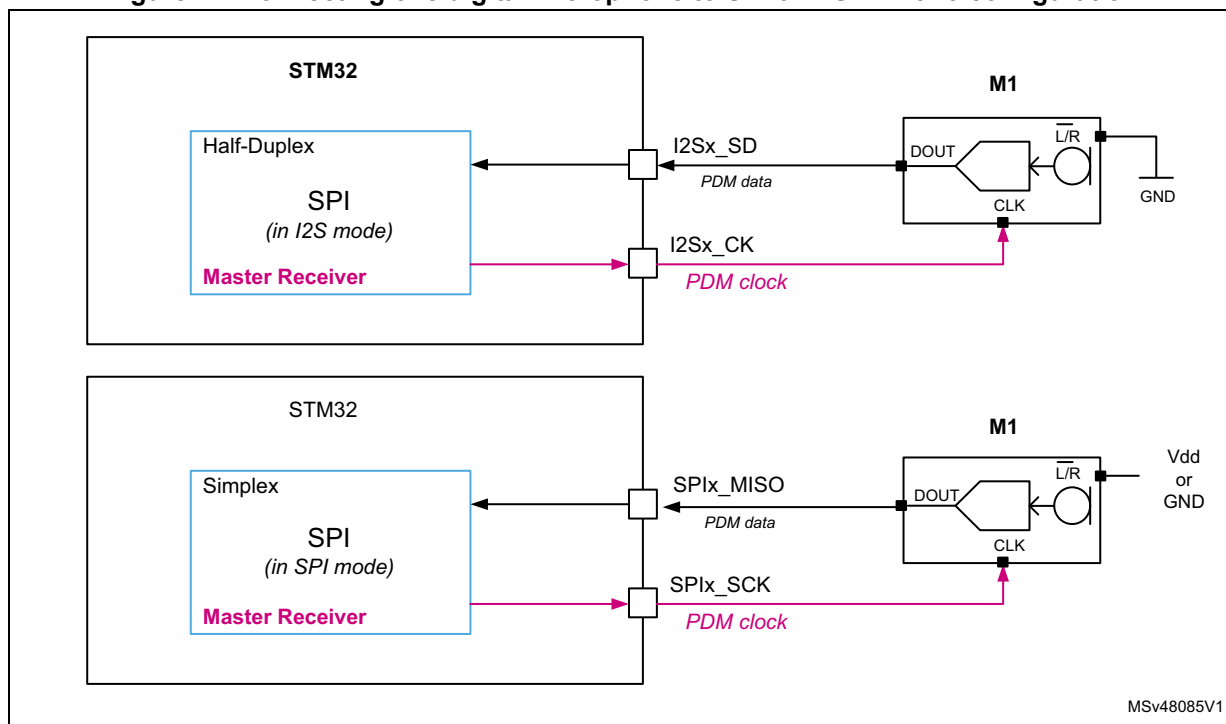 STM32
M1
Half-Duplex
I2Sx_SD
L/R
DOUT
SPI
PDM data
(in I2S mode)
GND
CLK
I2Sx_CK
Master Receiver
PDM clock
STM32
M1
Vdd
or
GND
Simplex
SPIx_MISO
L/R
DOUT
SPI
PDM data
(in SPI mode)
CLK
SPIx_SCK
Master Receiver
PDM clock
MSv48085V1